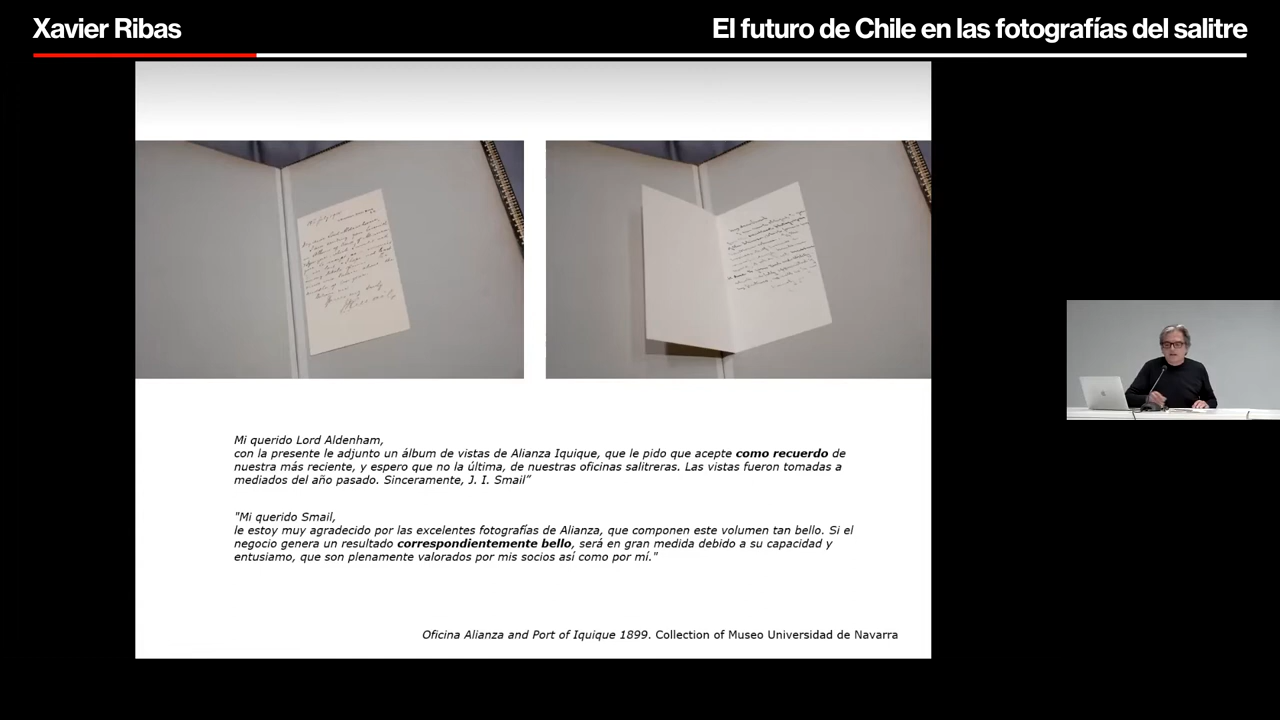 Xavier Ribas
El futuro de Chile en las fotografías del salitre
Mi querido Lord Aldenham,
con la presente le adjunto un álbum de vistas de Alianza Iquique, que le pido que acepte como recuerdo de
nuestra más reciente, y espero que no la última, de nuestras oficinas salitreras. Las vistas fueron tomadas a
mediados del año pasado. Sinceramente, J. I. Smail"
"Mi querido Smail,
le estoy muy agradecido por las excelentes fotografías de Alianza, que componen este volumen tan bello. Si el
negocio genera un resultado correspondientemente bello, será en gran medida debido a su capacidad y
entusiamo, que son plenamente valorados por mis socios así como por mí."
Oficina Alianza and Port of Iquique 1899. Collection of Museo Universidad de Navarra